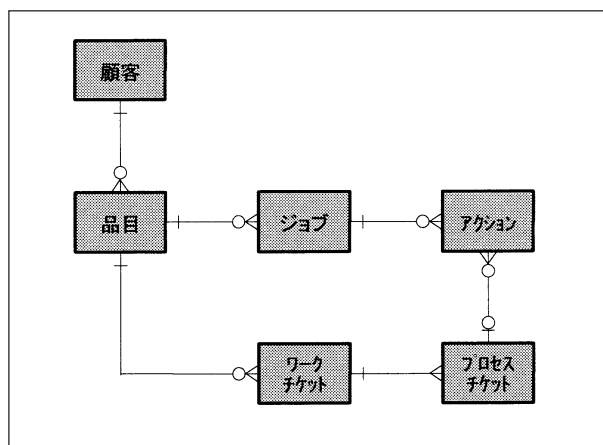 顧客
品目
ジョブ
アクション
ワーク
チケット
プロセス
チケット